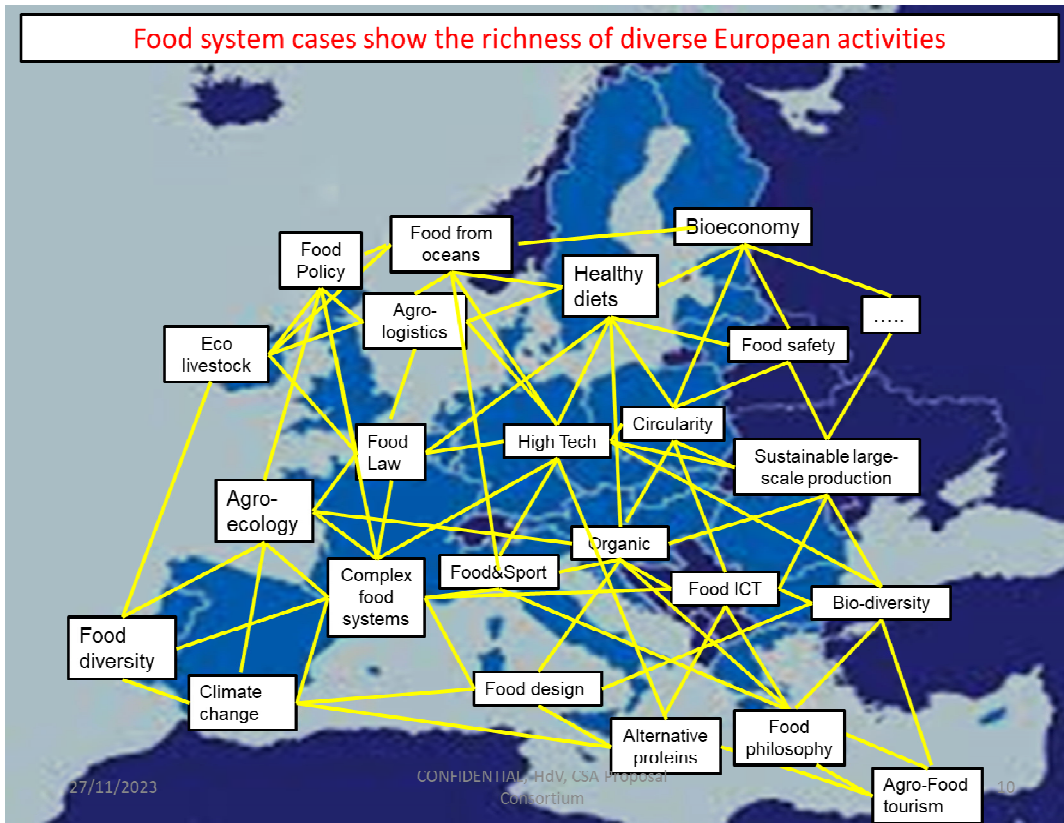 Food system cases show the richness of diverse European activities
Food from
oceans
Bioeconomy
Food
Policy
Healthy
diets
Agro-
logistics
.....
Eco
livestock
Food safety
Circularity
Food
Law
High Tech
Sustainable large-
scale production
Agro-
ecology
Organic
Complex
food
systems
Food&Sport
Food ICT
Bio-diversity
Food
diversity
Climate
change
Food design
Alternative
proteins
Food
philosophy
Agro-Food
tourism
27/11/2023
CONFIDENTIAL, HdV, CSA Proposal
Consortium
10